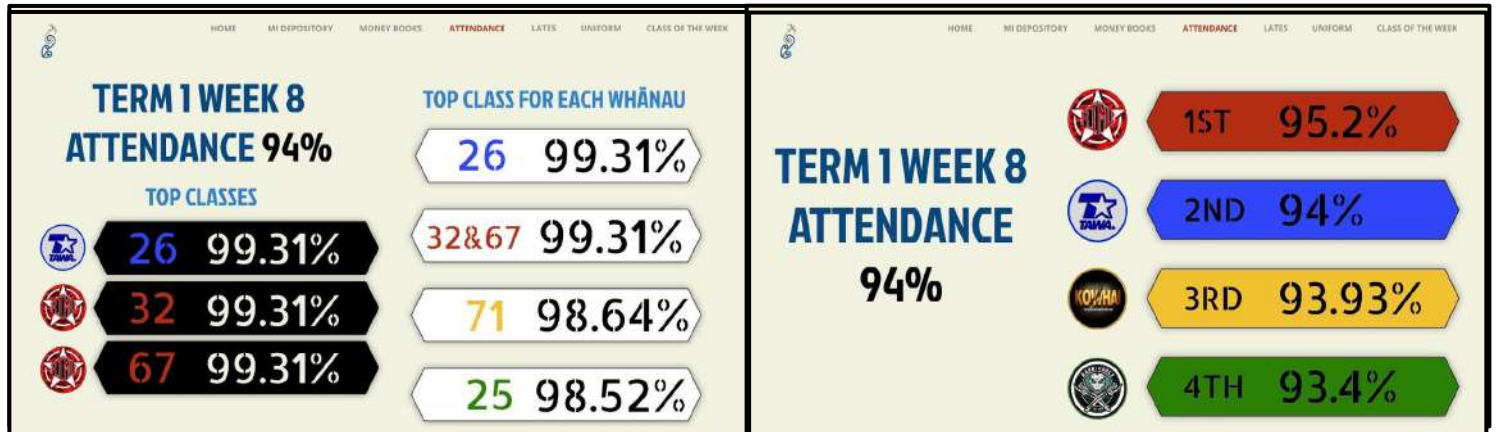 HOME MI DEPOSITORY MONEY BOOKS ATTENDANCE LATES UNIFORM CLASS OF THE WEEK
TERM 1 WEEK 8
ATTENDANCE 94%
TOP CLASSES
TAWA.
26 99.31%
32 99.31%
67 99.31%
TOP CLASS FOR EACH WHĀNAU
26 99.31%
32&67 99.31%
71 98.64%
25 98.52%
HOME MI DEPOSITORY MONEY BOOKS ATTENDANCE LATES UNIFORM CLASS OF THE WEEK
TERM 1 WEEK 8
ATTENDANCE
94%
1ST 95.2%
TAWA.
2ND 94%
KOWHAI
3RD 93.93%
4TH 93.4%